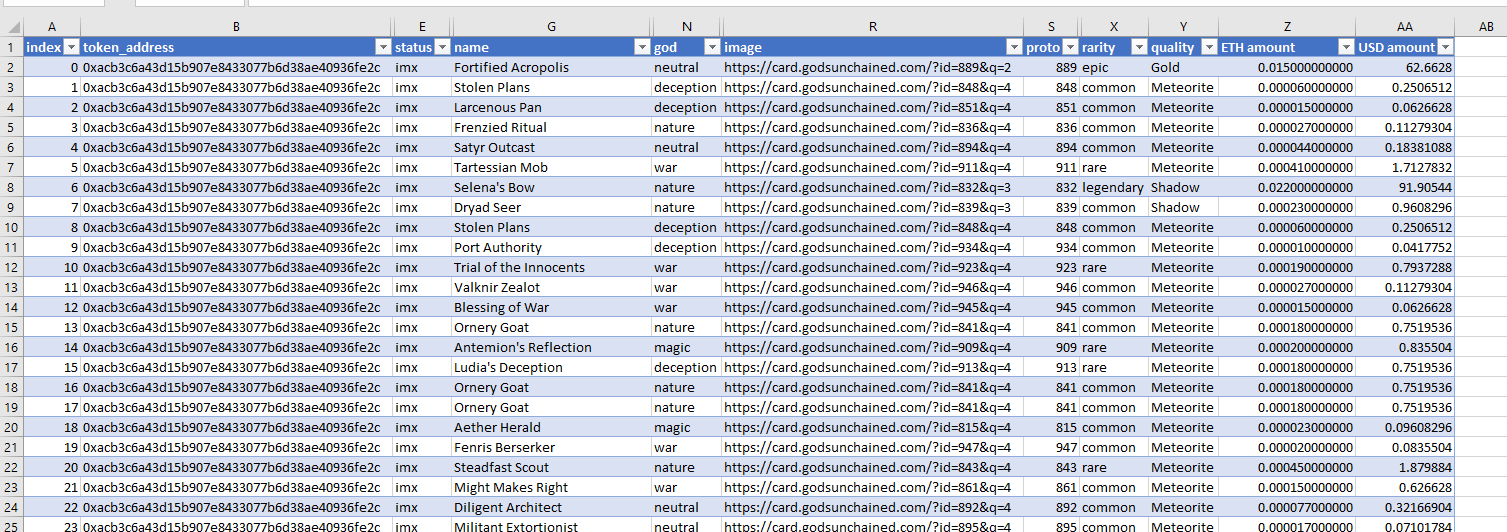 A B E G N R S X Y Z AA AB
1 index token_address status name god image proto rarity quality ETH amount USD amount
2 0 0xacb3c6a43d15b907e8433077b6d38ae40936fe2c imx Fortified Acropolis neutral https://card.godsunchained.com/?id=889&q=2 889 epic Gold 0.015000000000 62.6628
3 1 0xacb3c6a43d15b907e8433077b6d38ae40936fe2c imx Stolen Plans deception https://card.godsunchained.com/?id=848&q=4 848 common Meteorite 0.000060000000 0.2506512
4 2 0xacb3c6a43d15b907e8433077b6d38ae40936fe2c imx Larcenous Pan deception https://card.godsunchained.com/?id=851&q=4 851 common Meteorite 0.000015000000 0.0626628
5 3 0xacb3c6a43d15b907e8433077b6d38ae40936fe2c imx Frenzied Ritual nature https://card.godsunchained.com/?id=836&q=4 836 common Meteorite 0.000027000000 0.11279304
6 4 0xacb3c6a43d15b907e8433077b6d38ae40936fe2c imx Satyr Outcast neutral https://card.godsunchained.com/?id=894&q=4 894 common Meteorite 0.000044000000 0.18381088
7 5 0xacb3c6a43d15b907e8433077b6d38ae40936fe2c imx Tartessian Mob war https://card.godsunchained.com/?id=911&q=4 911 rare Meteorite 0.000410000000 1.7127832
8 6 0xacb3c6a43d15b907e8433077b6d38ae40936fe2c imx Selena's Bow nature https://card.godsunchained.com/?id=832&q=3 832 legendary Shadow 0.022000000000 91.90544
9 7 0xacb3c6a43d15b907e8433077b6d38ae40936fe2c imx Dryad Seer nature https://card.godsunchained.com/?id=839&q=3 839 common Shadow 0.000230000000 0.9608296
10 8 0xacb3c6a43d15b907e8433077b6d38ae40936fe2c imx Stolen Plans deception https://card.godsunchained.com/?id=848&q=4 848 common Meteorite 0.000060000000 0.2506512
11 9 0xacb3c6a43d15b907e8433077b6d38ae40936fe2c imx Port Authority deception https://card.godsunchained.com/?id=934&q=4 934 common Meteorite 0.000010000000 0.0417752
12 10 0xacb3c6a43d15b907e8433077b6d38ae40936fe2c imx Trial of the Innocents war https://card.godsunchained.com/?id=923&q=4 923 rare Meteorite 0.000190000000 0.7937288
13 11 0xacb3c6a43d15b907e8433077b6d38ae40936fe2c imx Valknir Zealot war https://card.godsunchained.com/?id=946&q=4 946 common Meteorite 0.000027000000 0.11279304
14 12 0xacb3c6a43d15b907e8433077b6d38ae40936fe2c imx Blessing of War war https://card.godsunchained.com/?id=945&q=4 945 common Meteorite 0.000015000000 0.0626628
15 13 0xacb3c6a43d15b907e8433077b6d38ae40936fe2c imx Ornery Goat nature https://card.godsunchained.com/?id=841&q=4 841 common Meteorite 0.000180000000 0.7519536
16 14 0xacb3c6a43d15b907e8433077b6d38ae40936fe2c imx Antemion's Reflection magic https://card.godsunchained.com/?id=909&q=4 909 rare Meteorite 0.000200000000 0.835504
17 15 0xacb3c6a43d15b907e8433077b6d38ae40936fe2c imx Ludia's Deception deception https://card.godsunchained.com/?id=913&q=4 913 rare Meteorite 0.000180000000 0.7519536
18 16 0xacb3c6a43d15b907e8433077b6d38ae40936fe2c imx Ornery Goat nature https://card.godsunchained.com/?id=841&q=4 841 common Meteorite 0.000180000000 0.7519536
19 17 0xacb3c6a43d15b907e8433077b6d38ae40936fe2c imx Ornery Goat nature https://card.godsunchained.com/?id=841&q=4 841 common Meteorite 0.000180000000 0.7519536
20 18 0xacb3c6a43d15b907e8433077b6d38ae40936fe2c imx Aether Herald magic https://card.godsunchained.com/?id=815&q=4 815 common Meteorite 0.000023000000 0.09608296
21 19 0xacb3c6a43d15b907e8433077b6d38ae40936fe2c imx Fenris Berserker war https://card.godsunchained.com/?id=947&q=4 947 common Meteorite 0.000020000000 0.0835504
22 20 0xacb3c6a43d15b907e8433077b6d38ae40936fe2c imx Steadfast Scout nature https://card.godsunchained.com/?id=843&q=4 843 rare Meteorite 0.000450000000 1.879884
23 21 0xacb3c6a43d15b907e8433077b6d38ae40936fe2c imx Might Makes Right war https://card.godsunchained.com/?id=861&q=4 861 common Meteorite 0.000150000000 0.626628
24 22 0xacb3c6a43d15b907e8433077b6d38ae40936fe2c imx Diligent Architect neutral https://card.godsunchained.com/?id=892&q=4 892 common Meteorite 0.000077000000 0.32166904
25 23 0xacb3c6a43d15b907e8433077b6d38ae40936fe2c imx Militant Extortionist neutral https://card.godsunchained.com/?id=895&q=4 895 common Meteorite 0.000017000000 0.07101784